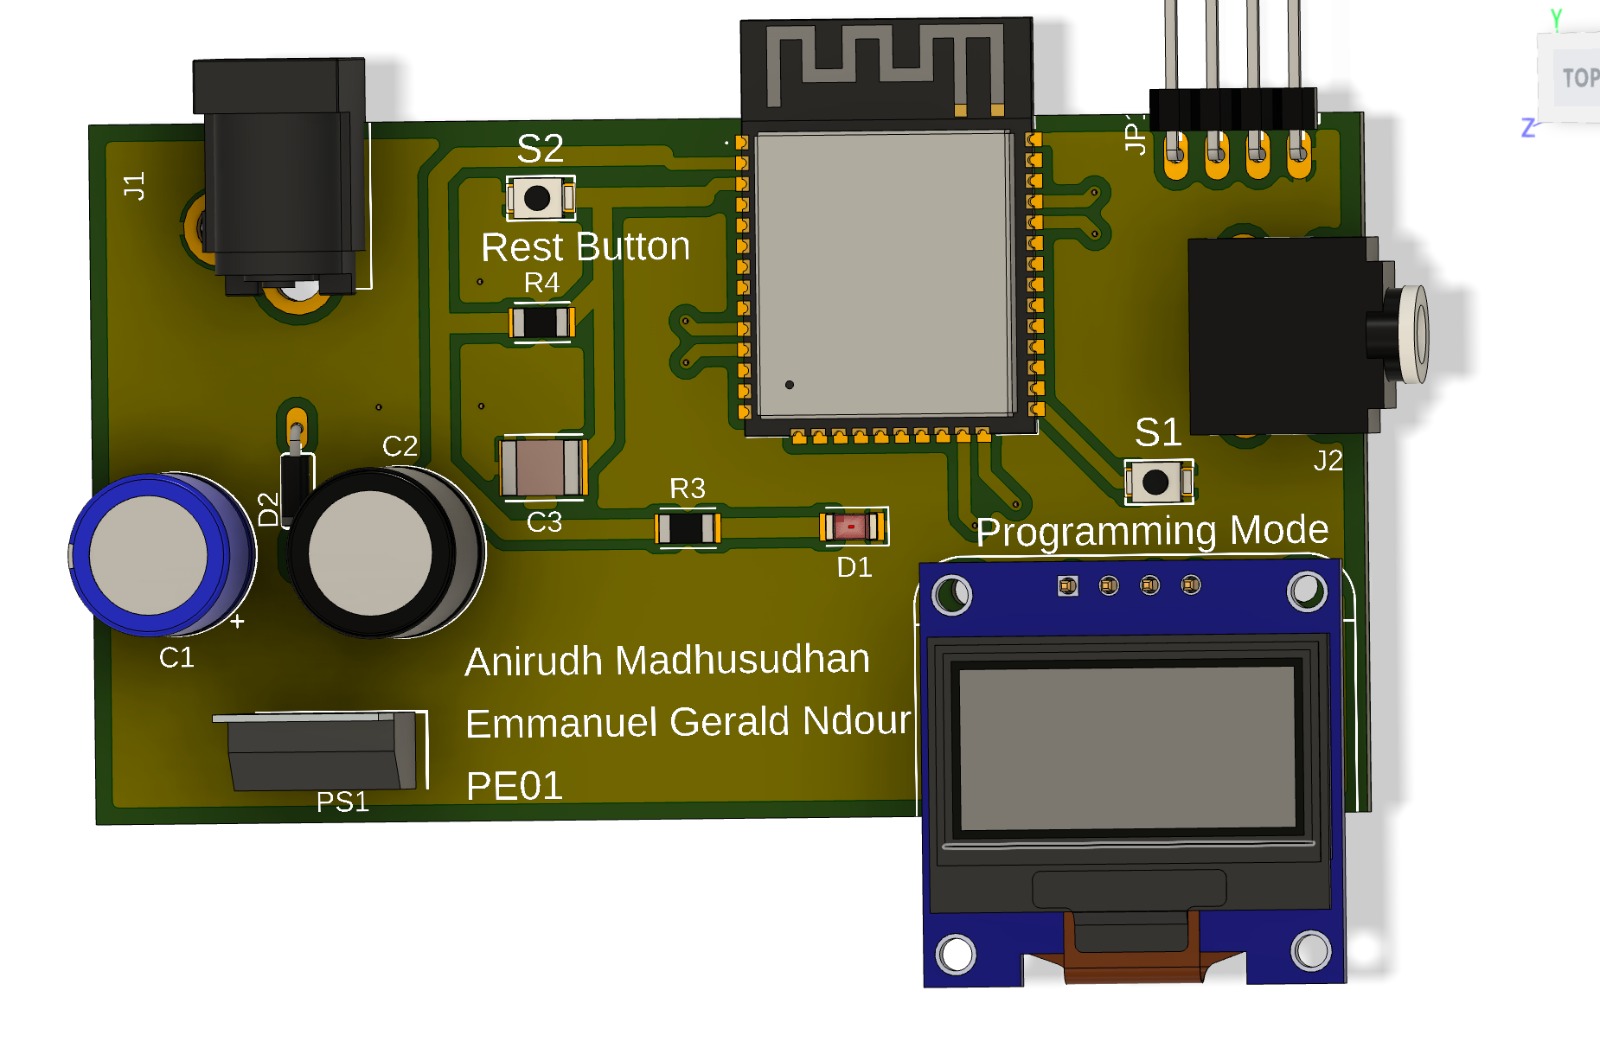 Y
TOP
Z
JP
J1
S2
Rest Button
R4
S1
J2
C2
D2
C3
R3
D1
Programming Mode
+
C1
Anirudh Madhusudhan
Emmanuel Gerald Ndour
PE01
PS1